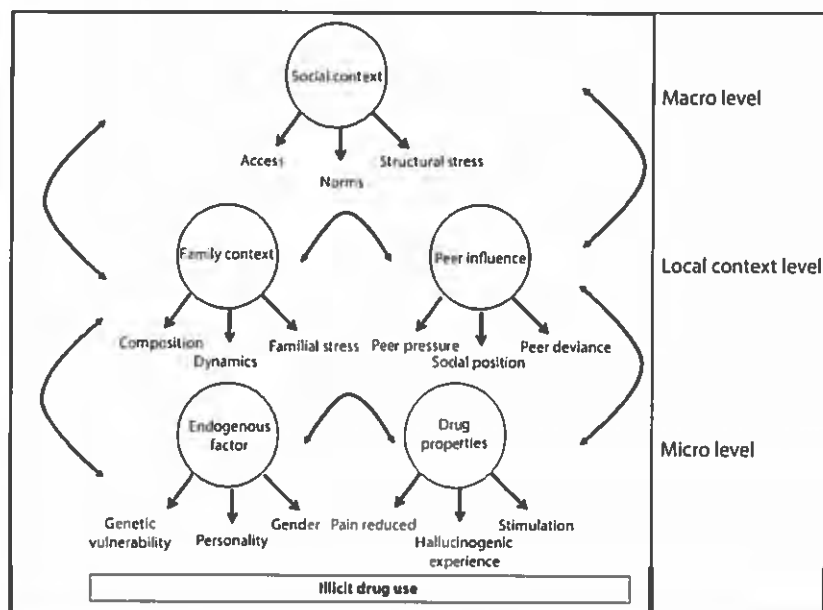 Social context
Macro level
Access
Structural stress
Norms
Family context
Peer influence
Local context level
Composition
Dynamics
Familial stress
Peer pressure
Social position
Peer deviance
Endogenous
factor
Drug
properties
Micro level
Genetic
vulnerability
Personality
Gender
Pain reduced
Hallucinogenic
experience
Stimulation
Illicit drug use